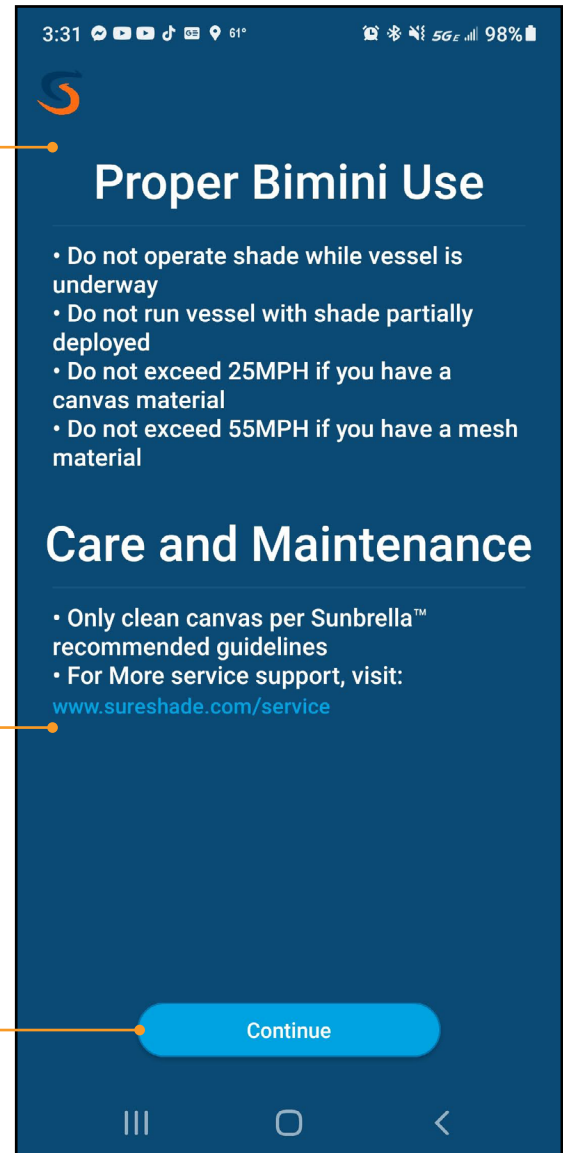 3:31 61° 5GE 98%
Proper Bimini Use
• Do not operate shade while vessel is
underway
• Do not run vessel with shade partially
deployed
• Do not exceed 25MPH if you have a
canvas material
• Do not exceed 55MPH if you have a mesh
material
Care and Maintenance
• Only clean canvas per Sunbrella™
recommended guidelines
• For More service support, visit:
www.sureshade.com/service
Continue